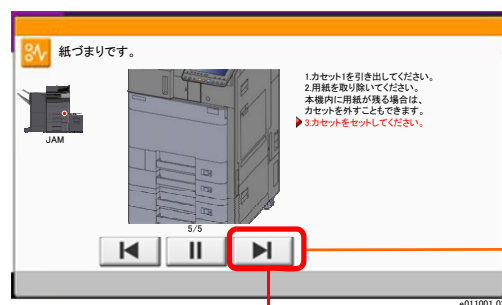 紙づまりです。
1.カセット1を引き出してください。
2.用紙を取り除いてください。
本機内に用紙が残る場合は、
カセットを外すこともできます。
3.カセットをセットしてください。
JAM
5/5